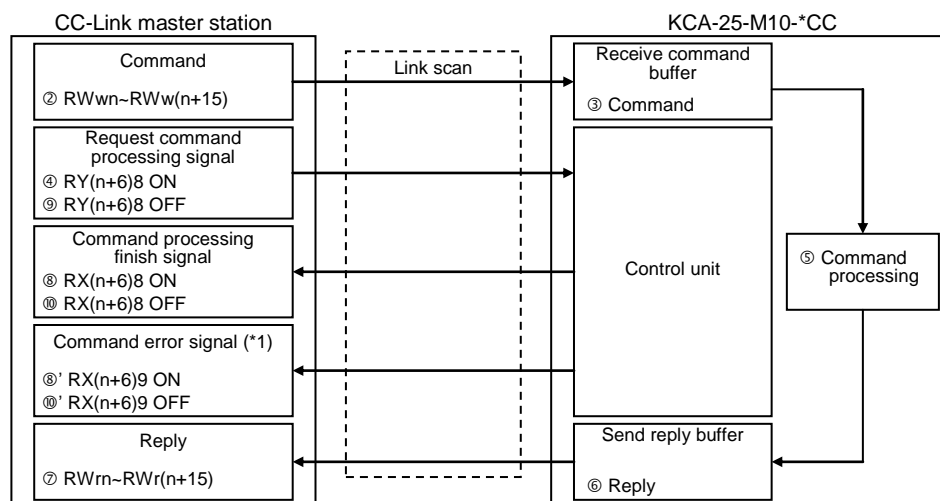 CC-Link master station
KCA-25-M10-*CC
Command
② RWwn~RWw(n+15)
Link scan
Receive command
buffer
③ Command
Request command
processing signal
④ RY(n+6)8 ON
⑨ RY(n+6)8 OFF
Command processing
finish signal
⑧ RX(n+6)8 ON
⑩ RX(n+6)8 OFF
Control unit
⑤ Command
processing
Command error signal (*1)
⑧’ RX(n+6)9 ON
⑩’ RX(n+6)9 OFF
Reply
⑦ RWrn~RWr(n+15)
Send reply buffer
⑥ Reply